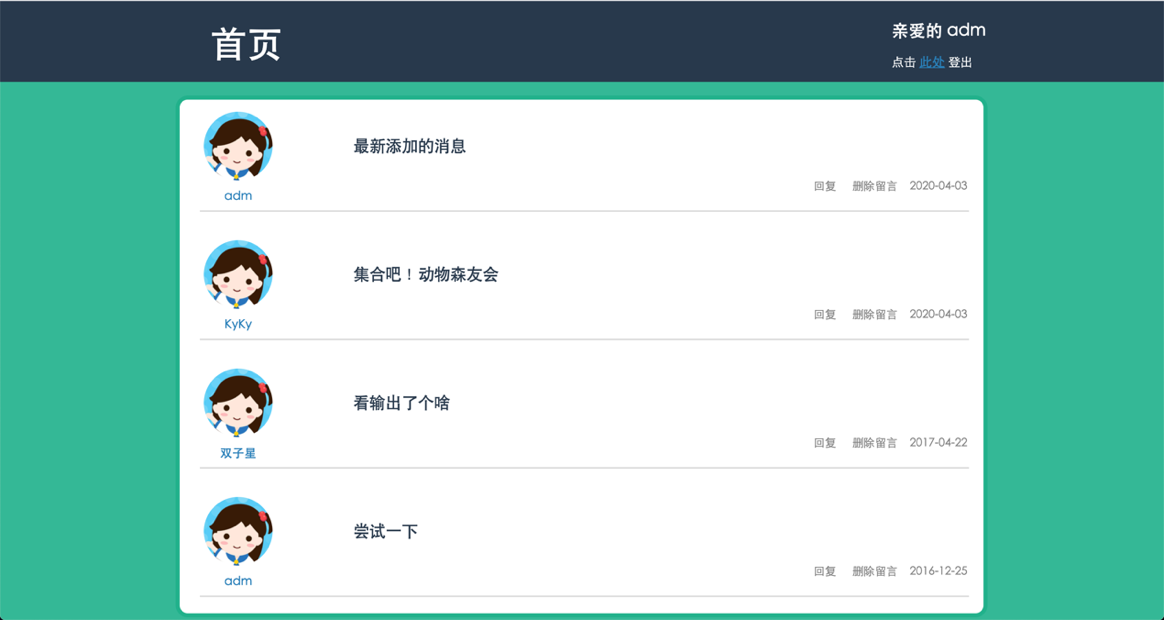 首页
亲爱的 adm
点击 此处 登出
最新添加的消息
回复 删除留言 2020-04-03
adm
集合吧！动物森友会
回复 删除留言 2020-04-03
KyKy
看输出了个啥
回复 删除留言 2017-04-22
双子星
尝试一下
回复 删除留言 2016-12-25
adm